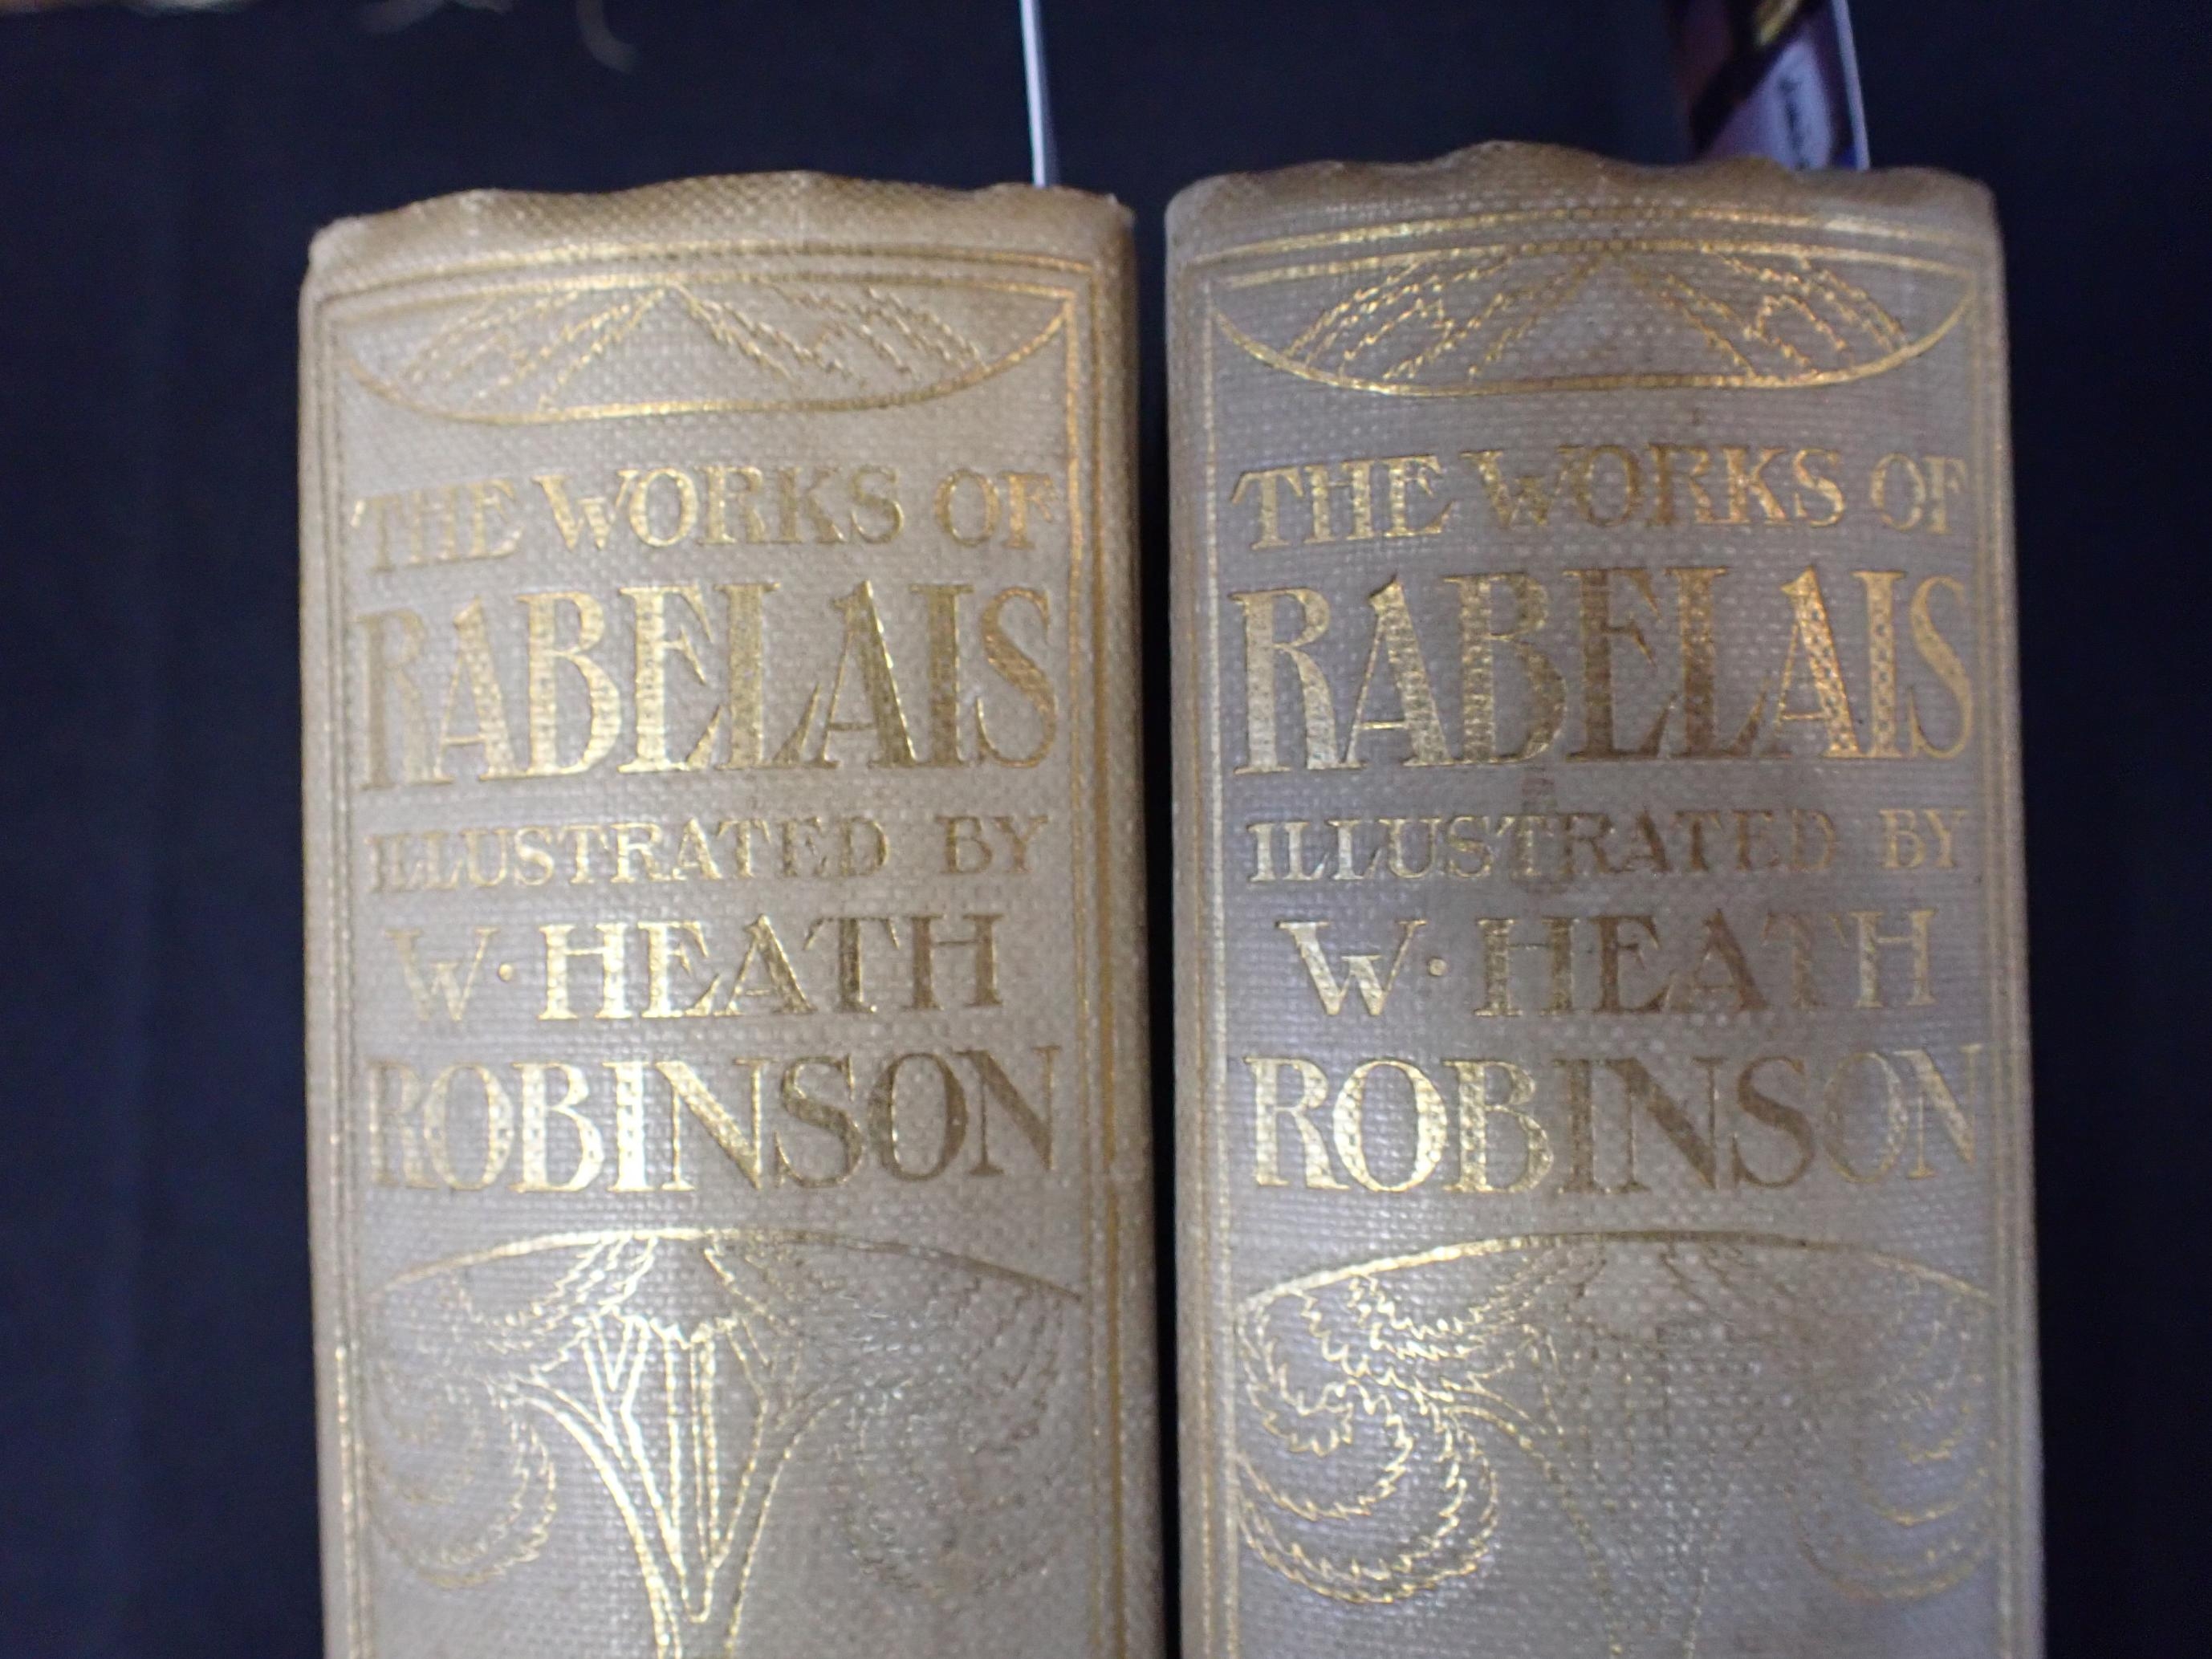 THE WORKS OF
RABELAIS
ILLUSTRATED BY
W·HEATH
ROBINSON
THE WORKS OF
RABELAIS
ILLUSTRATED BY
W·HEATH
ROBINSON